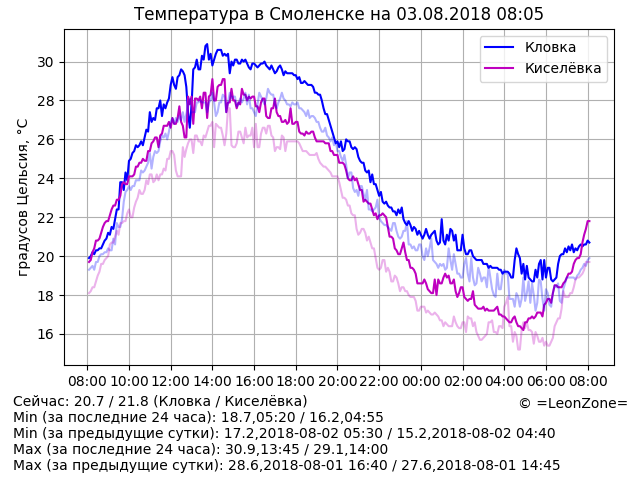 Температура в Смоленске на 03.08.2018 08:05
Кловка
Киселёвка
градусов Цельсия, °C
30
28
26
24
22
20
18
16
08:00 10:00 12:00 14:00 16:00 18:00 20:00 22:00 00:00 02:00 04:00 06:00 08:00
Сейчас: 20.7 / 21.8 (Кловка / Киселёвка)
© =LeonZone=
Min (за последние 24 часа): 18.7,05:20 / 16.2,04:55
Min (за предыдущие сутки): 17.2,2018-08-02 05:30 / 15.2,2018-08-02 04:40
Max (за последние 24 часа): 30.9,13:45 / 29.1,14:00
Max (за предыдущие сутки): 28.6,2018-08-01 16:40 / 27.6,2018-08-01 14:45